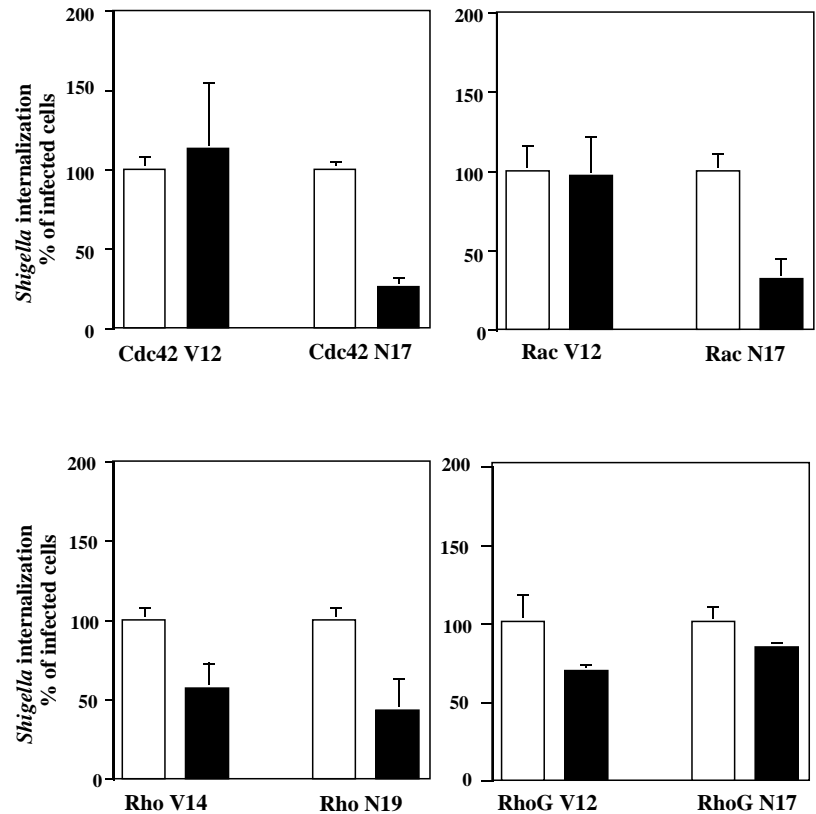 Shigella internalization
% of infected cells
200
150
100
50
0
Cdc42 V12
Cdc42 N17
200
150
100
50
0
Rac V12
Rac N17
Shigella internalization
% of infected cells
200
150
100
50
0
Rho V14
Rho N19
200
150
100
50
0
RhoG V12
RhoG N17